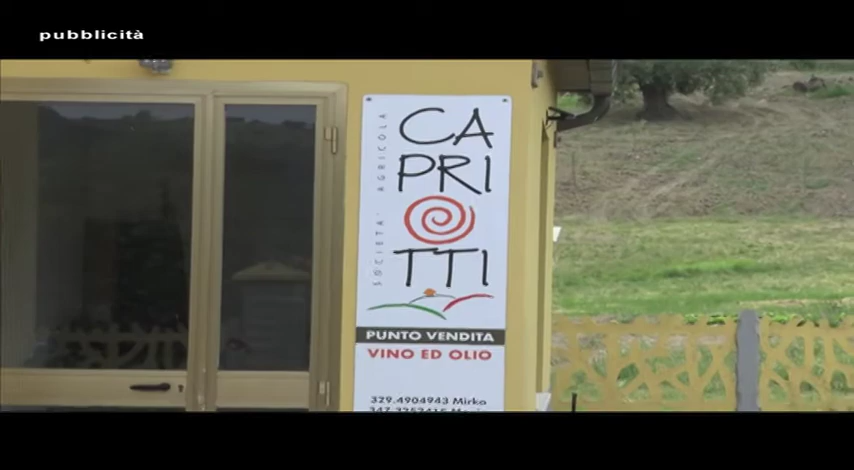 pubblicità
SOCIETÀ AGRICOLA
CA
PRI
O
TTI
PUNTO VENDITA
VINO ED OLIO
329.4904943 Mirko